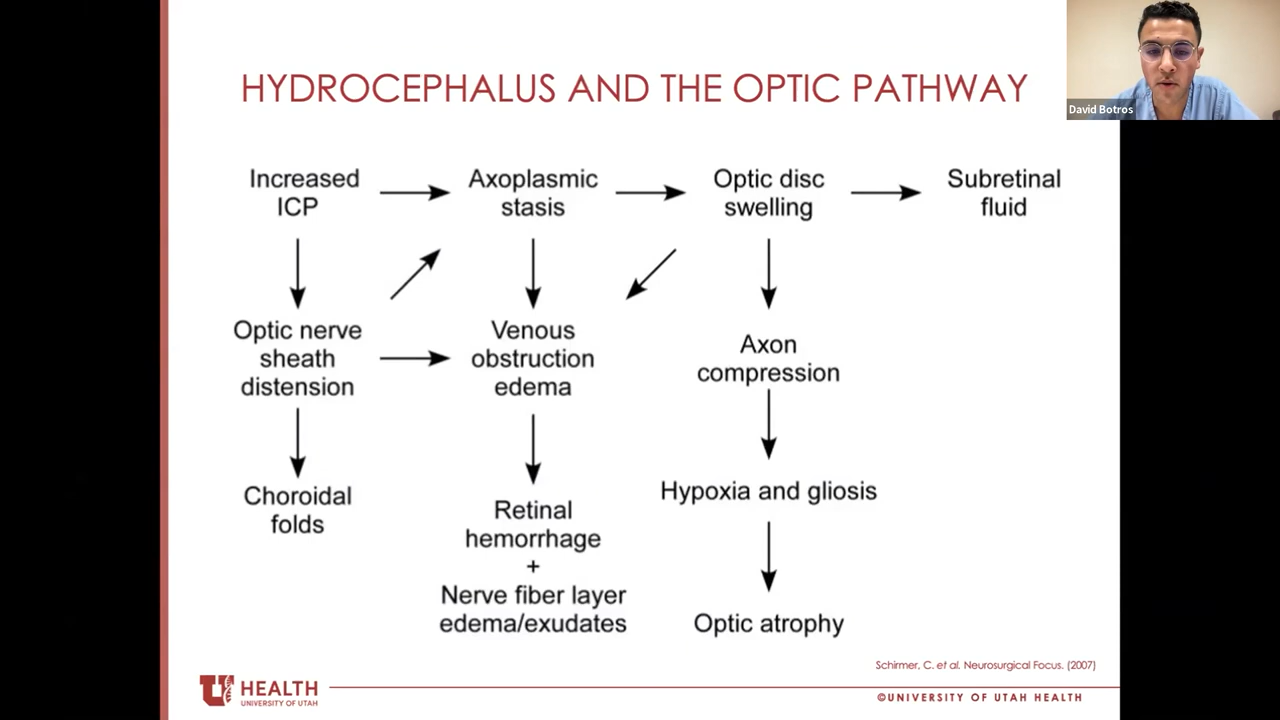 HYDROCEPHALUS AND THE OPTIC PATHWAY
David Botros
Increased
ICP
Axoplasmic
stasis
Optic disc
swelling
Subretinal
fluid
Optic nerve
sheath
distension
Venous
obstruction
edema
Axon
compression
Choroidal
folds
Retinal
hemorrhage
+
Nerve fiber layer
edema/exudates
Hypoxia and gliosis
Optic atrophy
Schirmer, C. et al. Neurosurgical Focus. (2007)
U HEALTH
UNIVERSITY OF UTAH
©UNIVERSITY OF UTAH HEALTH